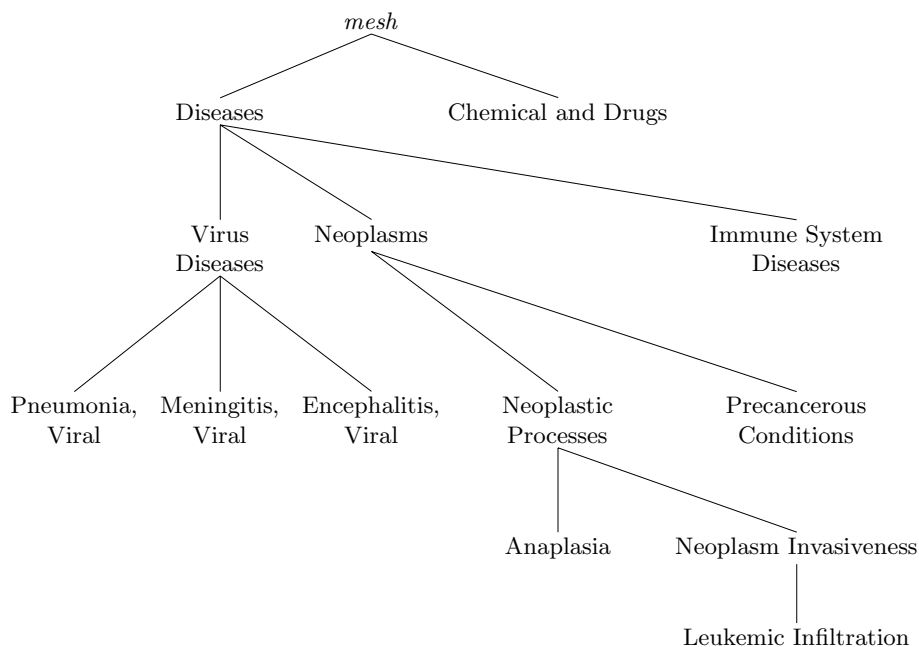 mesh
Diseases
Chemical and Drugs
Virus
Diseases
Neoplasms
Immune System
Diseases
Pneumonia,
Viral
Meningitis,
Viral
Encephalitis,
Viral
Neoplastic
Processes
Precancerous
Conditions
Anaplasia
Neoplasm Invasiveness
Leukemic Infiltration